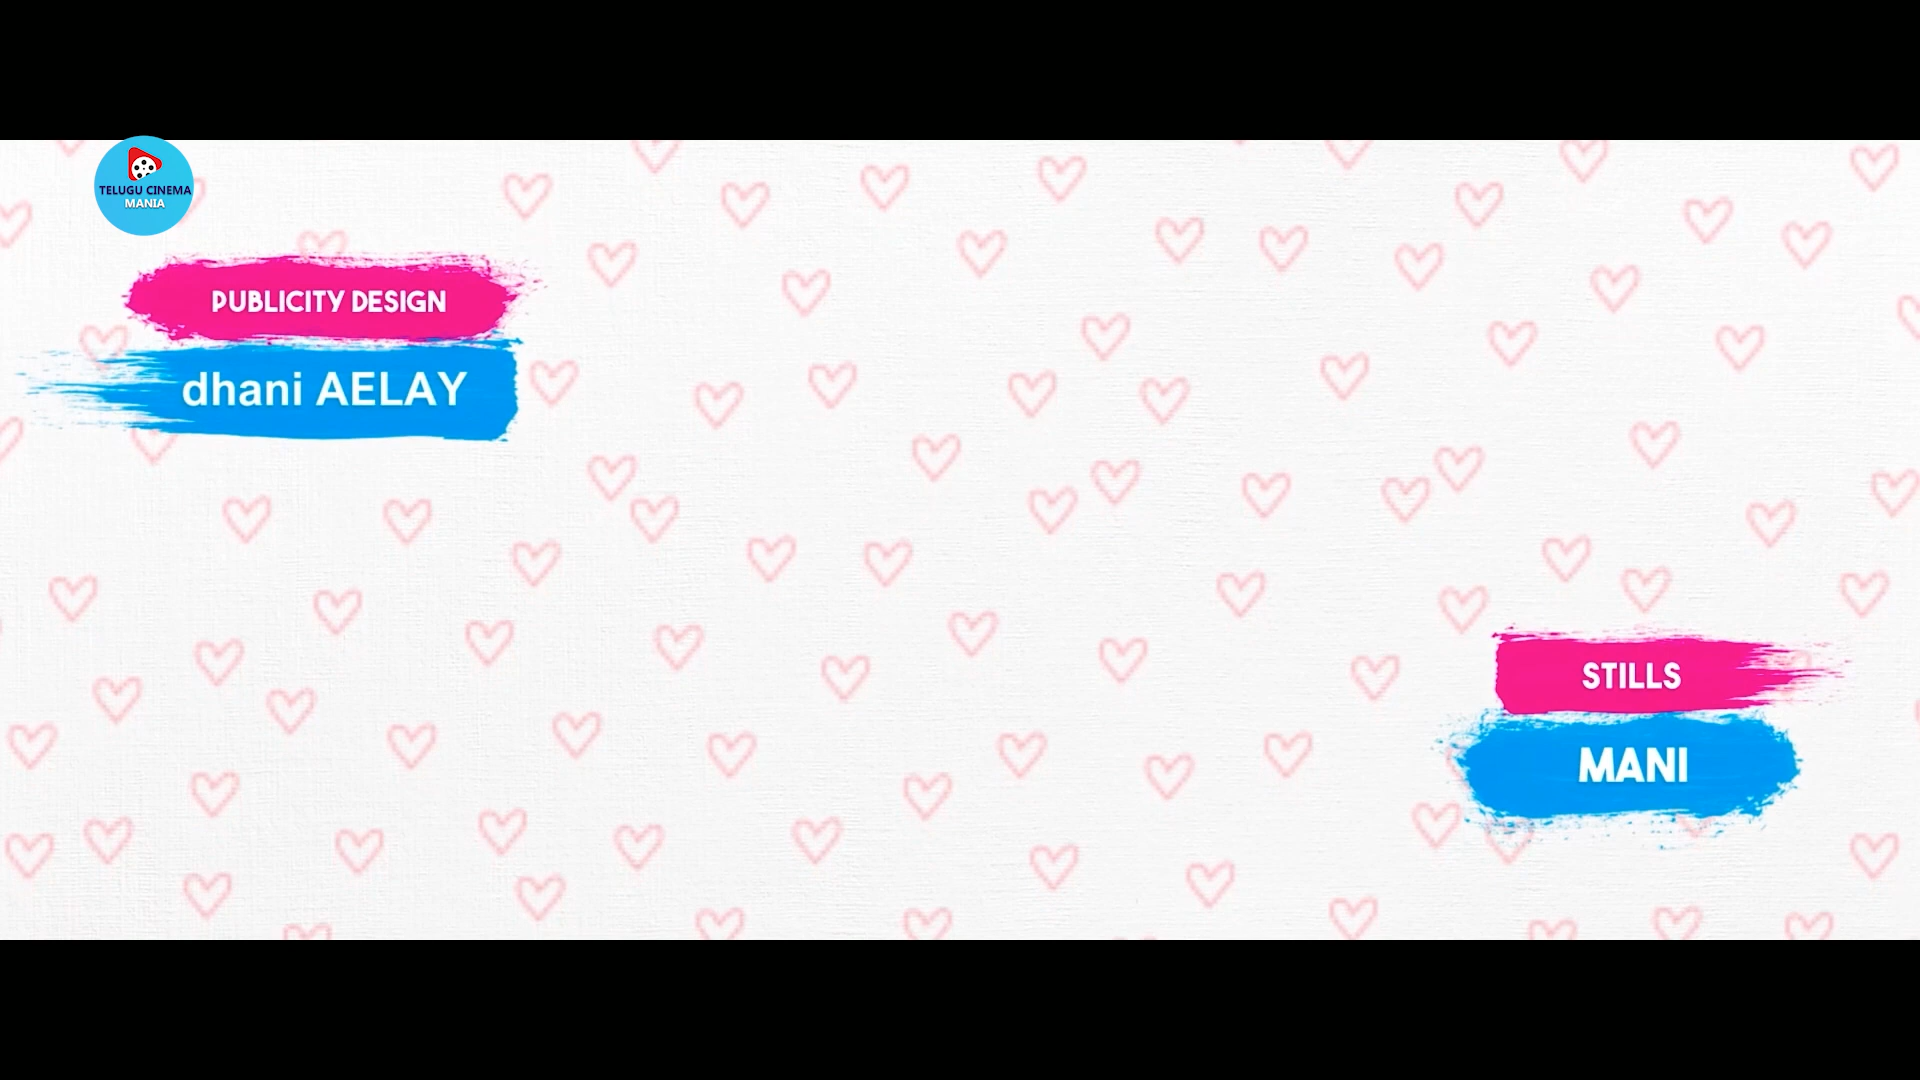 TELUGU CINEMA
MANIA
PUBLICITY DESIGN
dhani AELAY
STILLS
MANI